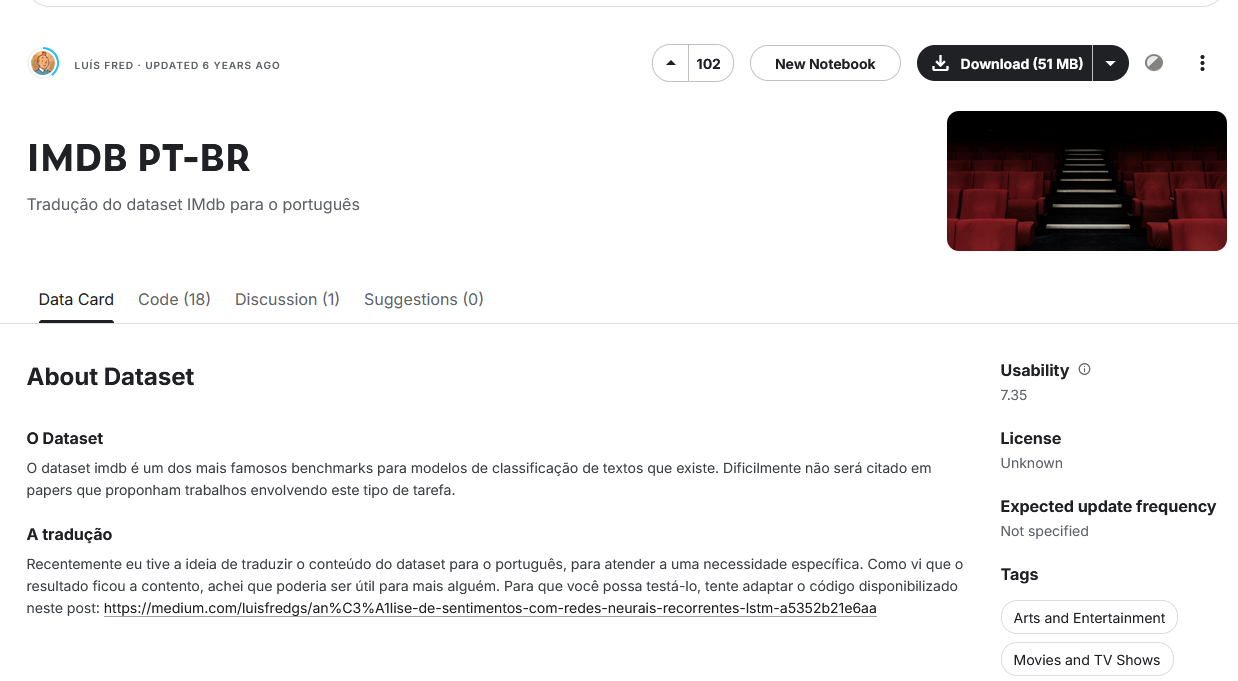 LUÍS FRED · UPDATED 6 YEARS AGO
102
New Notebook
Download (51 MB)
IMDB PT-BR
Tradução do dataset IMdb para o português
Data Card
Code (18)
Discussion (1)
Suggestions (0)
About Dataset
O Dataset
O dataset imdb é um dos mais famosos benchmarks para modelos de classificação de textos que existe. Dificilmente não será citado em
papers que proponham trabalhos envolvendo este tipo de tarefa.
A tradução
Recentemente eu tive a ideia de traduzir o conteúdo do dataset para o português, para atender a uma necessidade específica. Como vi que o
resultado ficou a contento, achei que poderia ser útil para mais alguém. Para que você possa testá-lo, tente adaptar o código disponibilizado
neste post: https://medium.com/luisfredgs/an%C3%A1lise-de-sentimentos-com-redes-neurais-recorrentes-lstm-a5352b21e6aa
Usability
7.35
License
Unknown
Expected update frequency
Not specified
Tags
Arts and Entertainment
Movies and TV Shows